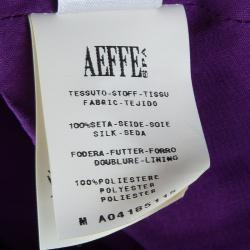 AEFFE SPA
TESSUTO-STOFF-TISSU
FABRIC-TEJIDO
100%SETA-SEIDE-SOIE
SILK-SEDA
FODERA-FUTTER-FORRO
DOUBLURE-LINING
100%POLIESTERE
POLYESTER
POLIESTER
M A0418511